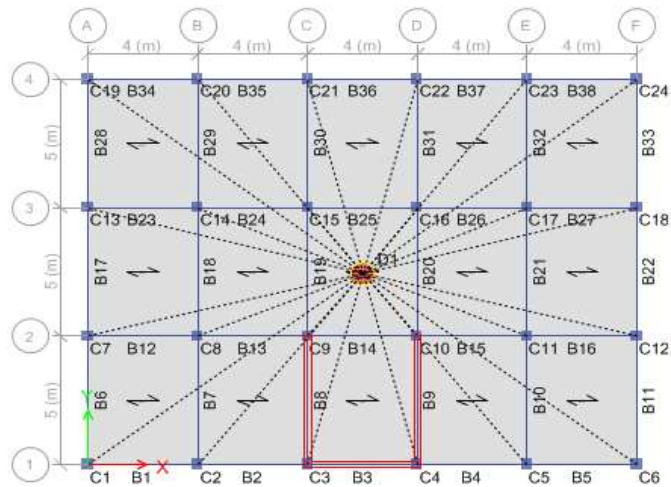 A B C D E F
4 (m) 4 (m) 4 (m) 4 (m) 4 (m)
4
C19 B34 C20 B35 C21 B36 C22 B37 C23 B38 C24
5 (m) B28 B29 B30 B31 B32 B33
3
C13 B23 C14 B24 C15 B25 C16 B26 C17 B27 C18
D1
5 (m) B17 B18 B19 B20 B21 B22
2
C7 B12 C8 B13 C9 B14 C10 B15 C11 B16 C12
5 (m) Y B6 B7 B8 B9 B10 B11
1
X
C1 B1 C2 B2 C3 B3 C4 B4 C5 B5 C6